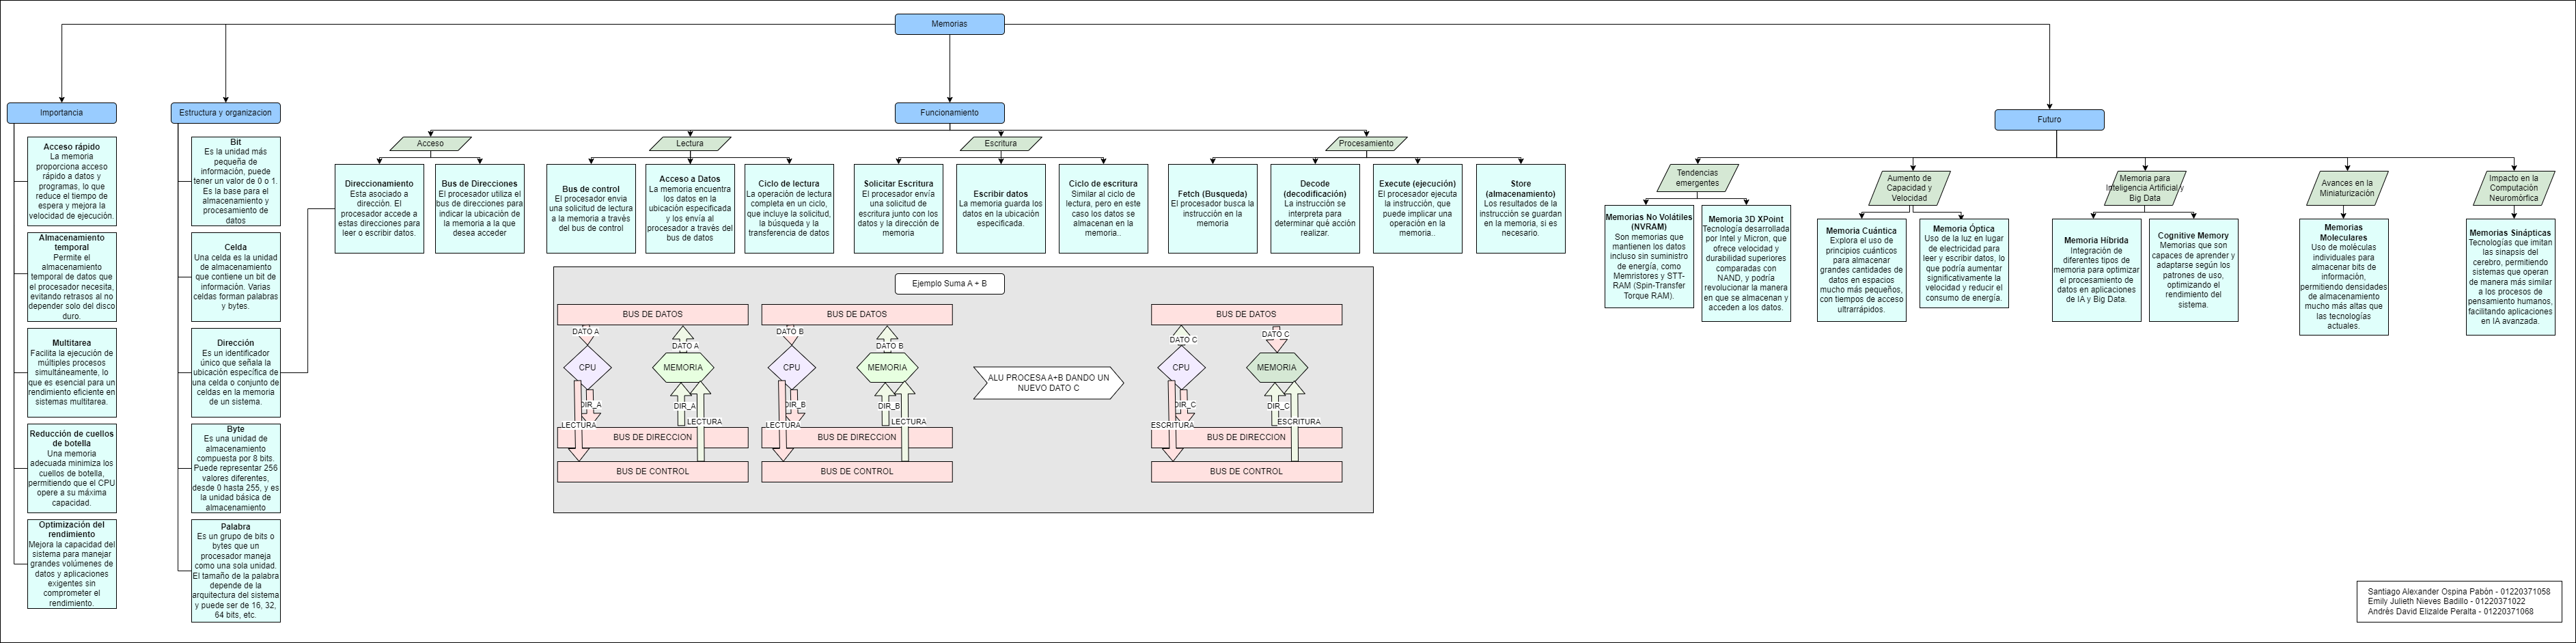 Memorias
Importancia
Acceso rápido
La memoria
proporciona acceso
rápido a datos y
programas, lo que
reduce el tiempo de
espera y mejora la
velocidad de ejecución.
Almacenamiento
temporal
Permite el
almacenamiento
temporal de datos que
el procesador necesita,
evitando retrasos al no
depender solo del disco
duro.
Multitarea
Facilita la ejecución de
múltiples procesos
simultáneamente, lo
que es esencial para un
rendimiento eficiente en
sistemas multitarea.
Reducción de cuellos
de botella
Una memoria
adecuada minimiza los
cuellos de botella,
permitiendo que el CPU
opere a su máxima
capacidad.
Optimización del
rendimiento
Mejora la capacidad del
sistema para manejar
grandes volúmenes de
datos y aplicaciones
exigentes sin
comprometer el
rendimiento.
Estructura y organizacion
Bit
Es la unidad más
pequeña de
información, puede
tener un valor de 0 o 1.
Es la base para el
almacenamiento y
procesamiento de
datos
Celda
Una celda es la unidad
de almacenamiento
que contiene un bit de
información. Varias
celdas forman palabras
y bytes.
Dirección
Es un identificador
único que señala la
ubicación específica de
una celda o conjunto de
celdas en la memoria
de un sistema.
Byte
Es una unidad de
almacenamiento
compuesta por 8 bits.
Puede representar 256
valores diferentes,
desde 0 hasta 255, y es
la unidad básica de
almacenamiento
Palabra
Es un grupo de bits o
bytes que un
procesador maneja
como una sola unidad.
El tamaño de la palabra
depende de la
arquitectura del sistema
y puede ser de 16, 32,
64 bits, etc.
Funcionamiento
Acceso
Direccionamiento
Esta asociado a
dirección. El
procesador accede a
estas direcciones para
leer o escribir datos.
Bus de Direcciones
El procesador utiliza el
bus de direcciones para
indicar la ubicación de
la memoria a la que
desea acceder
Lectura
Bus de control
El procesador envia
una solicitud de lectura
a la memoria a través
del bus de control
Acceso a Datos
La memoria encuentra
los datos en la
ubicación especificada
y los envía al
procesador a través del
bus de datos
Ciclo de lectura
La operación de lectura
completa en un ciclo,
que incluye la solicitud,
la búsqueda y la
transferencia de datos
Escritura
Solicitar Escritura
El procesador envía
una solicitud de
escritura junto con los
datos y la dirección de
memoria
Escribir datos
La memoria guarda los
datos en la ubicación
especificada.
Ciclo de escritura
Similar al ciclo de
lectura, pero en este
caso los datos se
almacenan en la
memoria..
Procesamiento
Fetch (Busqueda)
El procesador busca la
instrucción en la
memoria
Decode
(decodificación)
La instrucción se
interpreta para
determinar qué acción
realizar.
Execute (ejecución)
El procesador ejecuta
la instrucción, que
puede implicar una
operación en la
memoria..
Store
(almacenamiento)
Los resultados de la
instrucción se guardan
en la memoria, si es
necesario.
Ejemplo Suma A + B
BUS DE DATOS
DATO A
DATO A
CPU
MEMORIA
DIR_A
DIR_A
LECTURA
LECTURA
BUS DE DIRECCION
BUS DE CONTROL
BUS DE DATOS
DATO B
DATO B
CPU
MEMORIA
DIR_B
DIR_B
LECTURA
LECTURA
BUS DE DIRECCION
BUS DE CONTROL
ALU PROCESA A+B DANDO UN
NUEVO DATO C
BUS DE DATOS
DATO C
DATO C
CPU
MEMORIA
DIR_C
DIR_C
ESCRITURA
ESCRITURA
BUS DE DIRECCION
BUS DE CONTROL
Futuro
Tendencias
emergentes
Memorias No Volátiles
(NVRAM)
Son memorias que
mantienen los datos
incluso sin suministro
de energía, como
Memristores y STT-
RAM (Spin-Transfer
Torque RAM).
Memoria 3D XPoint
Tecnología desarrollada
por Intel y Micron, que
ofrece velocidad y
durabilidad superiores
comparadas con
NAND, y podría
revolucionar la manera
en que se almacenan y
acceden a los datos.
Aumento de
Capacidad y
Velocidad
Memoria Cuántica
Explora el uso de
principios cuánticos
para almacenar
grandes cantidades de
datos en espacios
mucho más pequeños,
con tiempos de acceso
ultrarrápidos.
Memoria Óptica
Uso de la luz en lugar
de electricidad para
leer y escribir datos, lo
que podría aumentar
significativamente la
velocidad y reducir el
consumo de energía.
Memoria para
Inteligencia Artificial y
Big Data
Memoria Híbrida
Integración de
diferentes tipos de
memoria para optimizar
el procesamiento de
datos en aplicaciones
de IA y Big Data.
Cognitive Memory
Memorias que son
capaces de aprender y
adaptarse según los
patrones de uso,
optimizando el
rendimiento del
sistema.
Avances en la
Miniaturización
Memorias
Moleculares
Uso de moléculas
individuales para
almacenar bits de
información,
permitiendo densidades
de almacenamiento
mucho más altas que
las tecnologías
actuales.
Impacto en la
Computación
Neuromórfica
Memorias Sinápticas
Tecnologías que imitan
las sinapsis del
cerebro, permitiendo
sistemas que operan
de manera más similar
a los procesos de
pensamiento humanos,
facilitando aplicaciones
en IA avanzada.
Santiago Alexander Ospina Pabón - 01220371058
Emily Julieth Nieves Badillo - 01220371022
Andrés David Elizalde Peralta - 01220371068